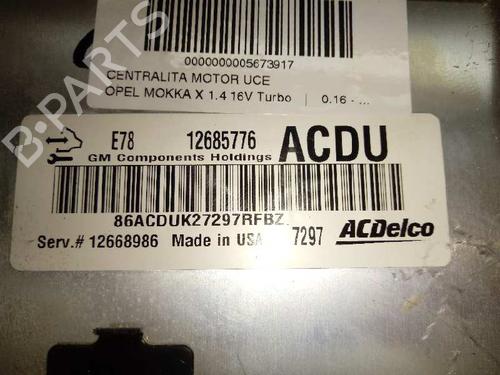 0000000005673917
CENTRALITA MOTOR UCE
OPEL MOKKA X 1.4 16V Turbo | 0.16 - ...
E78 12685776 ACDU
GM Components Holdings
86ACDUK27297RFBZ
Serv.# 12668986 Made in USA 7297 ACDelco
B-PARTS